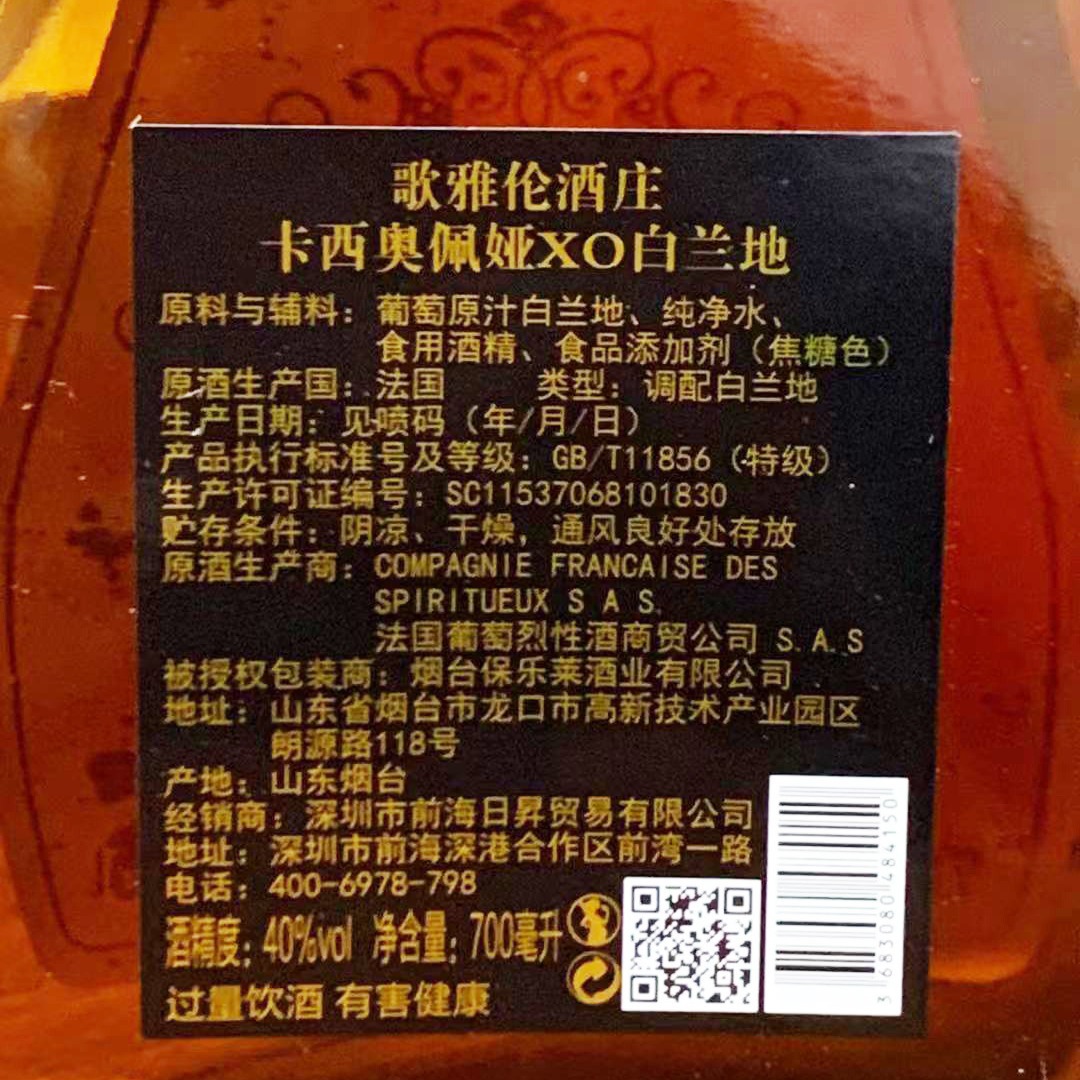 歌雅伦酒庄
卡西奥佩娅XO白兰地
原料与辅料：葡萄原汁白兰地、纯净水、
食用酒精、食品添加剂（焦糖色）
原酒生产国：法国 类型：调配白兰地
生产日期：见喷码（年/月/日）
产品执行标准号及等级：GB/T11856（特级）
生产许可证编号：SC11537068101830
贮存条件：阴凉、干燥，通风良好处存放
原酒生产商：COMPAGNIE FRANCAISE DES
SPIRITUEUX S A S.
法国葡萄烈性酒商贸公司 S.A.S
被授权包装商：烟台保乐莱酒业有限公司
地址：山东省烟台市龙口市高新技术产业园区
朗源路118号
产地：山东烟台
经销商：深圳市前海日昇贸易有限公司
地址：深圳市前海深港合作区前湾一路
电话：400-6978-798
酒精度：40%vol 净含量：700毫升
过量饮酒 有害健康
3 683080 484150